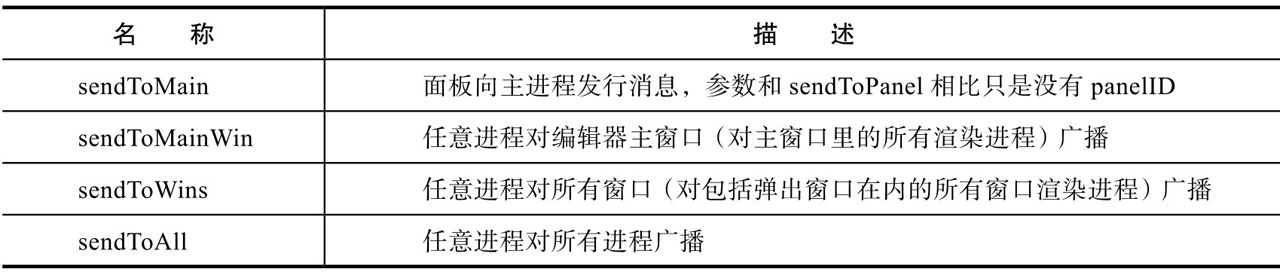 名 称 描 述
sendToMain 面板向主进程发行消息，参数和 sendToPanel 相比只是没有 panelID
sendToMainWin 任意进程对编辑器主窗口（对主窗口里的所有渲染进程）广播
sendToWins 任意进程对所有窗口（对包括弹出窗口在内的所有窗口渲染进程）广播
sendToAll 任意进程对所有进程广播